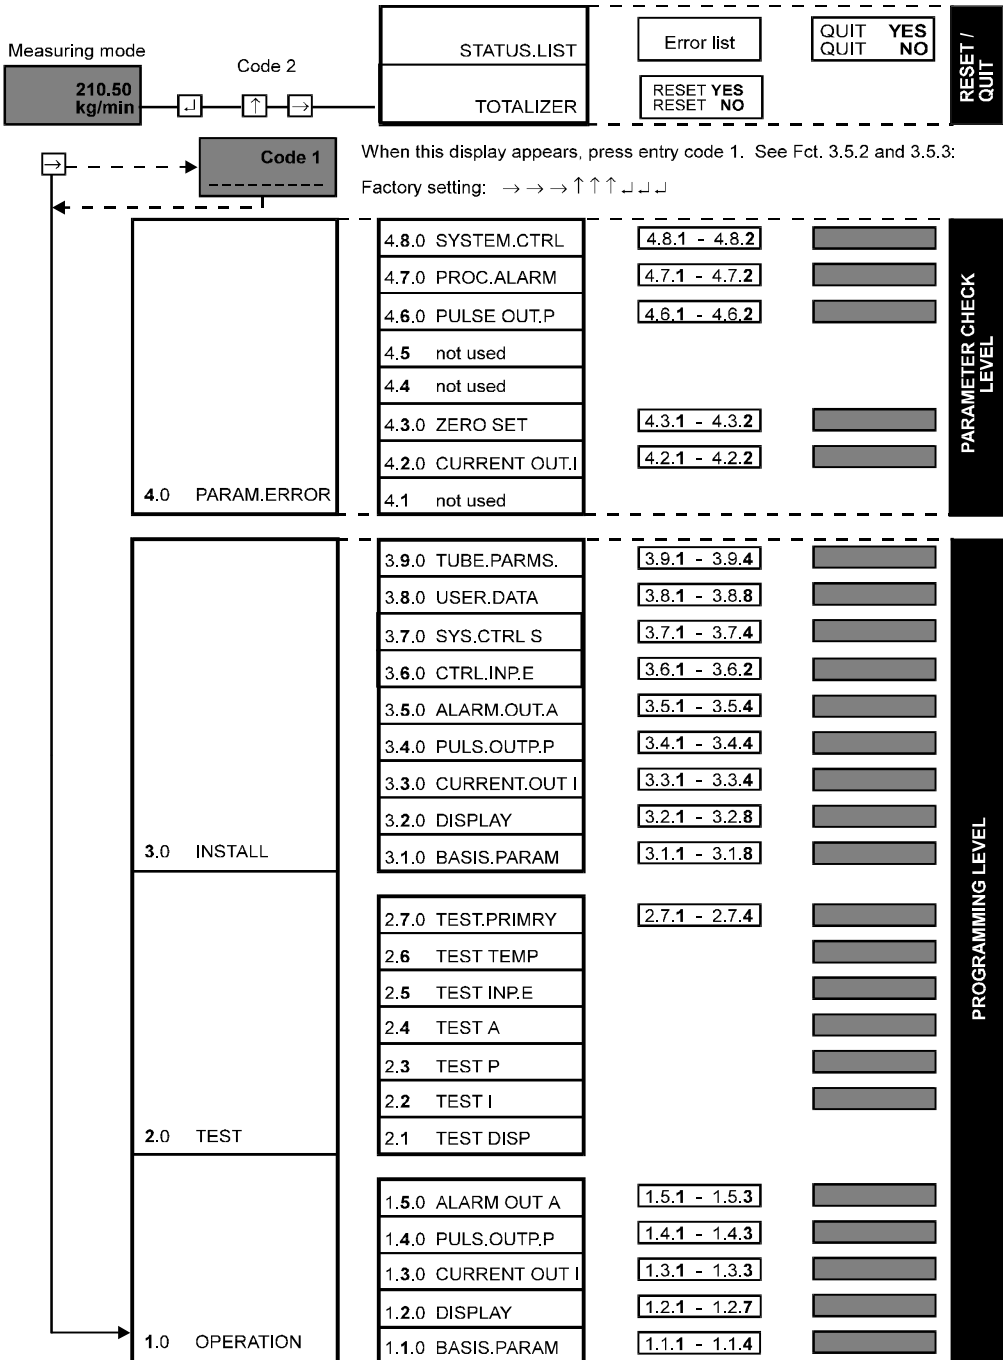 Measuring mode
210.50
kg/min
Code 2
↵ ↑ →
STATUS.LIST
TOTALIZER
Error list
RESET YES
RESET NO
QUIT YES
QUIT NO
RESET /
QUIT
→
Code 1
When this display appears, press entry code 1. See Fct. 3.5.2 and 3.5.3:
Factory setting: → → → ↑ ↑ ↑ ↵ ↵ ↵
4.8.0 SYSTEM.CTRL 4.8.1 - 4.8.2
4.7.0 PROC.ALARM 4.7.1 - 4.7.2
4.6.0 PULSE OUT.P 4.6.1 - 4.6.2
4.5 not used
4.4 not used
4.3.0 ZERO SET 4.3.1 - 4.3.2
4.2.0 CURRENT OUT.I 4.2.1 - 4.2.2
4.0 PARAM.ERROR
4.1 not used
PARAMETER CHECK
LEVEL
3.9.0 TUBE.PARMS. 3.9.1 - 3.9.4
3.8.0 USER.DATA 3.8.1 - 3.8.8
3.7.0 SYS.CTRL S 3.7.1 - 3.7.4
3.6.0 CTRL.INP.E 3.6.1 - 3.6.2
3.5.0 ALARM.OUT.A 3.5.1 - 3.5.4
3.4.0 PULS.OUTP.P 3.4.1 - 3.4.4
3.3.0 CURRENT.OUT I 3.3.1 - 3.3.4
3.2.0 DISPLAY 3.2.1 - 3.2.8
3.0 INSTALL
3.1.0 BASIS.PARAM 3.1.1 - 3.1.8
2.7.0 TEST.PRIMRY 2.7.1 - 2.7.4
2.6 TEST TEMP
2.5 TEST INP.E
2.4 TEST A
2.3 TEST P
2.2 TEST I
2.0 TEST
2.1 TEST DISP
1.5.0 ALARM OUT A 1.5.1 - 1.5.3
1.4.0 PULS.OUTP.P 1.4.1 - 1.4.3
1.3.0 CURRENT OUT I 1.3.1 - 1.3.3
1.2.0 DISPLAY 1.2.1 - 1.2.7
1.0 OPERATION
1.1.0 BASIS.PARAM 1.1.1 - 1.1.4
PROGRAMMING LEVEL